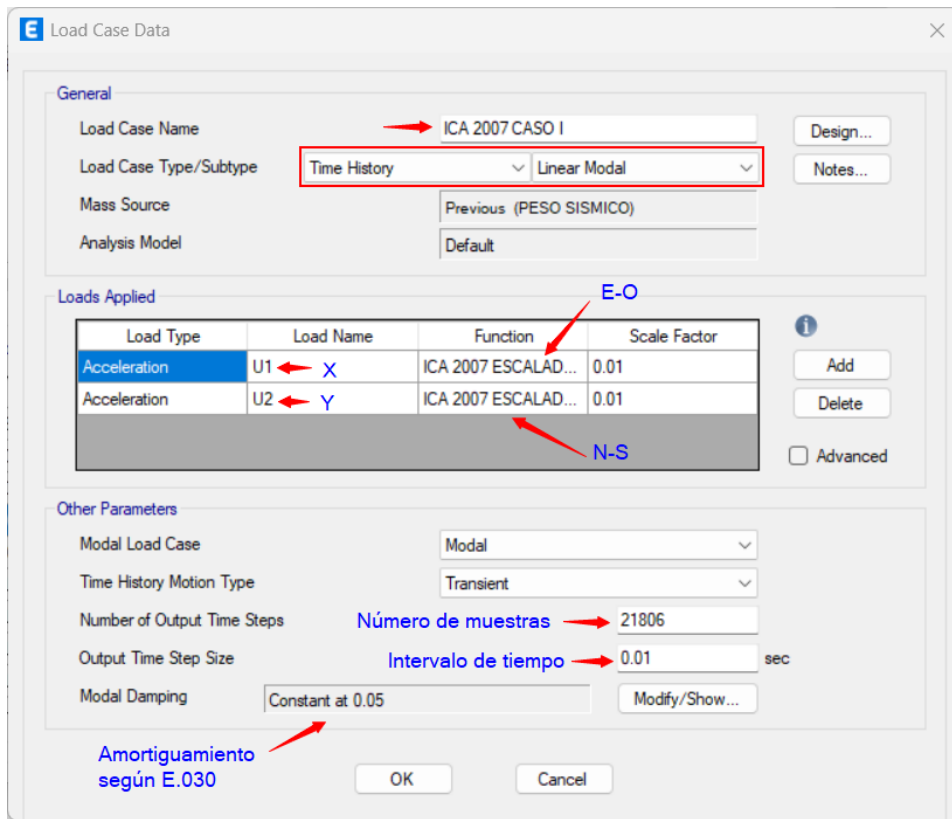 E Load Case Data
General
Load Case Name ICA 2007 CASO I Design...
Load Case Type/Subtype Time History Linear Modal Notes...
Mass Source Previous (PESO SISMICO)
Analysis Model Default
Loads Applied
E-O
Load Type Load Name Function Scale Factor
Acceleration U1 X ICA 2007 ESCALAD... 0.01 Add
Acceleration U2 Y ICA 2007 ESCALAD... 0.01 Delete
N-S
Advanced
Other Parameters
Modal Load Case Modal
Time History Motion Type Transient
Number of Output Time Steps Número de muestras 21806
Output Time Step Size Intervalo de tiempo 0.01 sec
Modal Damping Constant at 0.05 Modify/Show...
Amortiguamiento
según E.030
OK Cancel